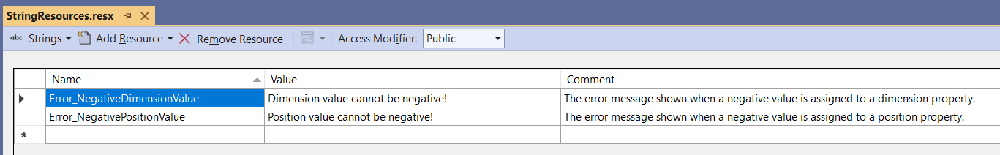 StringResources.resx
abc Strings Add Resource Remove Resource Access Modifier: Public
Name Value Comment
Error_NegativeDimensionValue Dimension value cannot be negative! The error message shown when a negative value is assigned to a dimension property.
Error_NegativePositionValue Position value cannot be negative! The error message shown when a negative value is assigned to a position property.
*